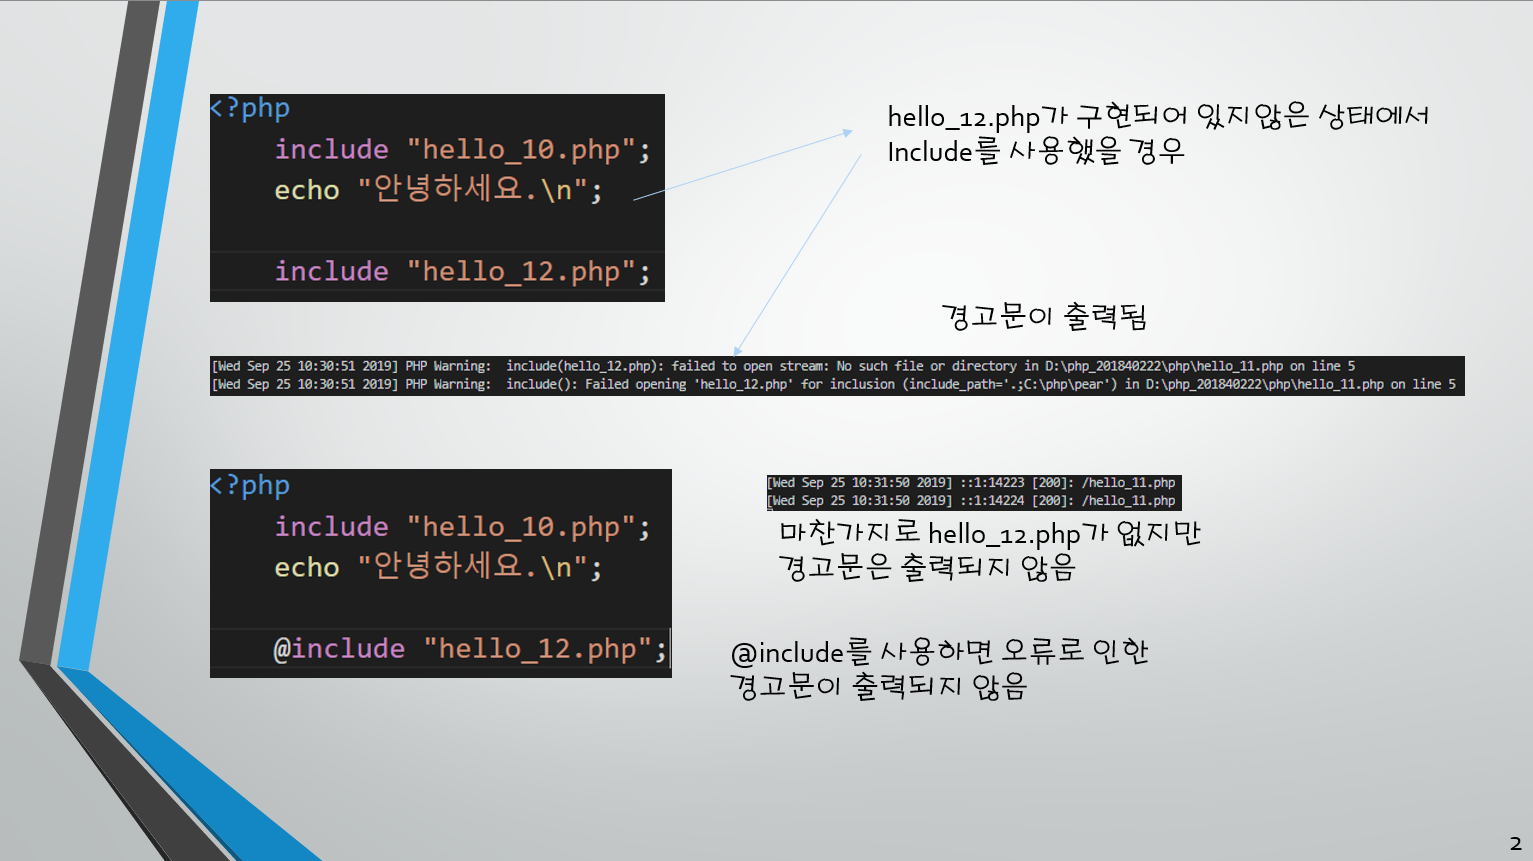 <?php
include "hello_10.php";
echo "안녕하세요.\n";
include "hello_12.php";
hello_12.php가 구현되어 있지않은 상태에서
Include를 사용했을 경우
경고문이 출력됨
[Wed Sep 25 10:30:51 2019] PHP Warning:  include(hello_12.php): failed to open stream: No such file or directory in D:\php_201840222\php\hello_11.php on line 5
[Wed Sep 25 10:30:51 2019] PHP Warning:  include(): Failed opening 'hello_12.php' for inclusion (include_path='.;C:\php\pear') in D:\php_201840222\php\hello_11.php on line 5
<?php
include "hello_10.php";
echo "안녕하세요.\n";
@include "hello_12.php";
[Wed Sep 25 10:31:50 2019] ::1:14223 [200]: /hello_11.php
[Wed Sep 25 10:31:50 2019] ::1:14224 [200]: /hello_11.php
마찬가지로 hello_12.php가 없지만
경고문은 출력되지 않음
@include를 사용하면 오류로 인한
경고문이 출력되지 않음
2